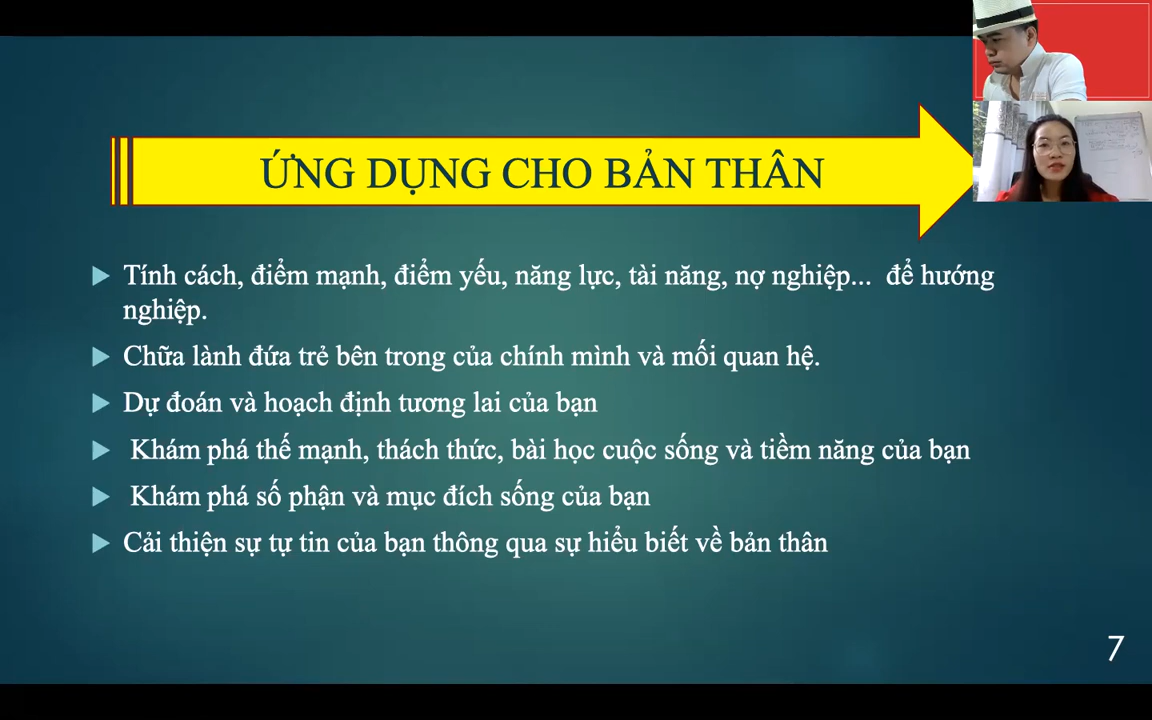 ỨNG DỤNG CHO BẢN THÂN
Tính cách, điểm mạnh, điểm yếu, năng lực, tài năng, nợ nghiệp... để hướng
nghiệp.
Chữa lành đứa trẻ bên trong của chính mình và mối quan hệ.
Dự đoán và hoạch định tương lai của bạn
Khám phá thế mạnh, thách thức, bài học cuộc sống và tiềm năng của bạn
Khám phá số phận và mục đích sống của bạn
Cải thiện sự tự tin của bạn thông qua sự hiểu biết về bản thân
7